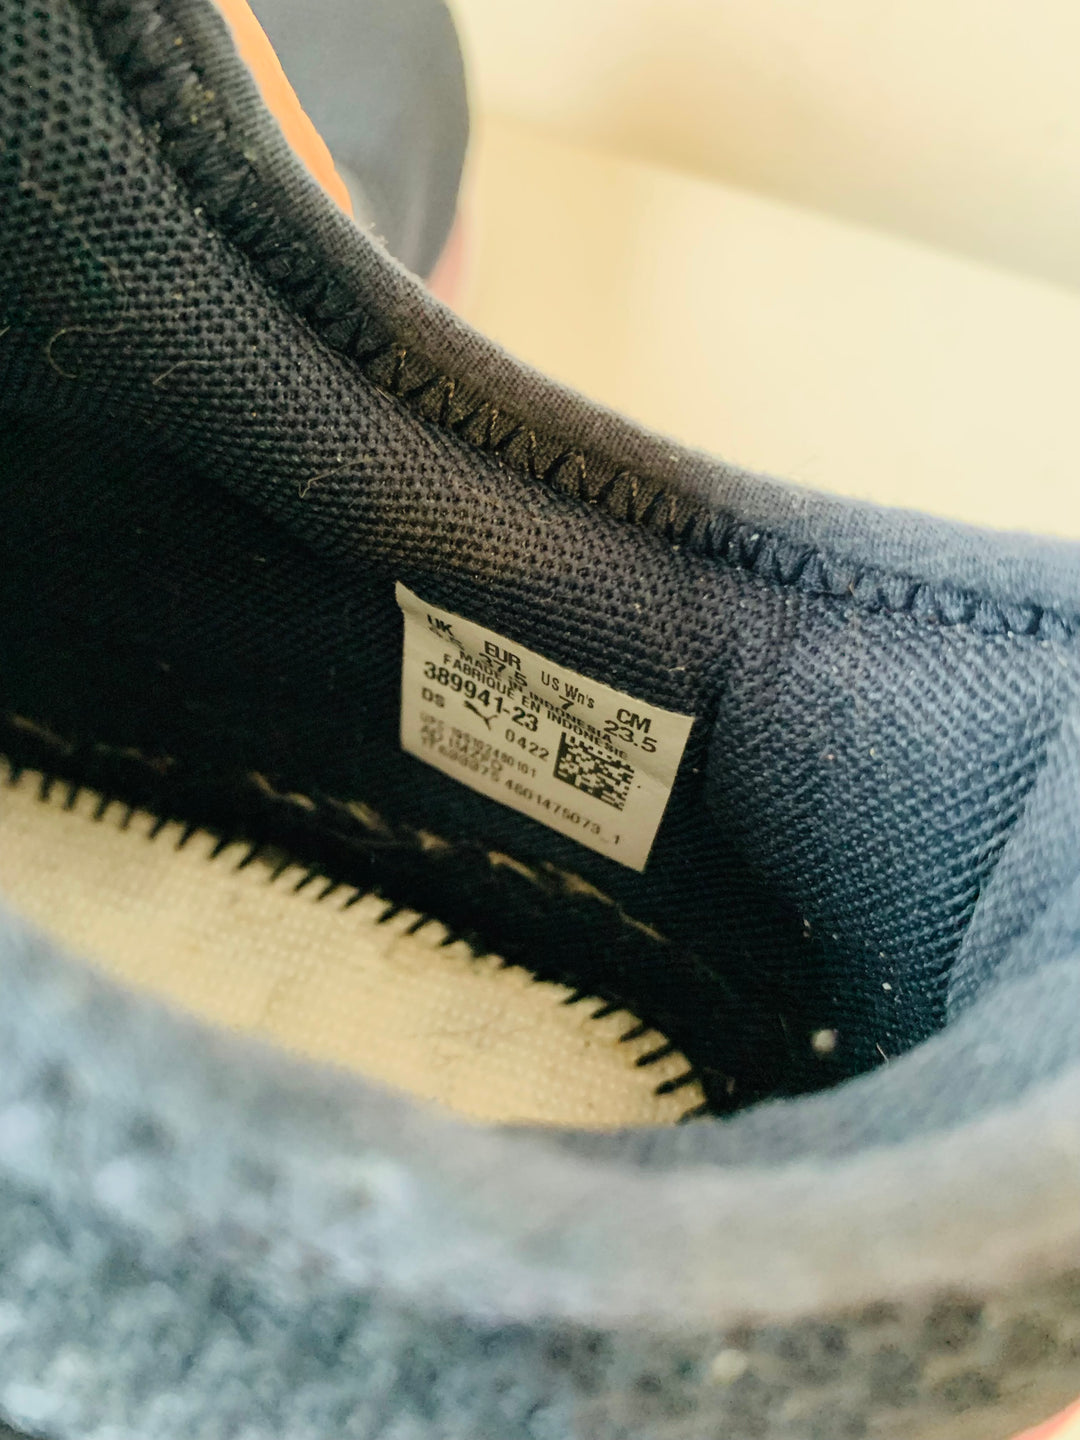 UK EUR US Wn's CM
37.5 7 23.5
MADE IN INDONESIA
FABRIQUE EN INDONESIE
389941-23
DS 0422
4601475073_1